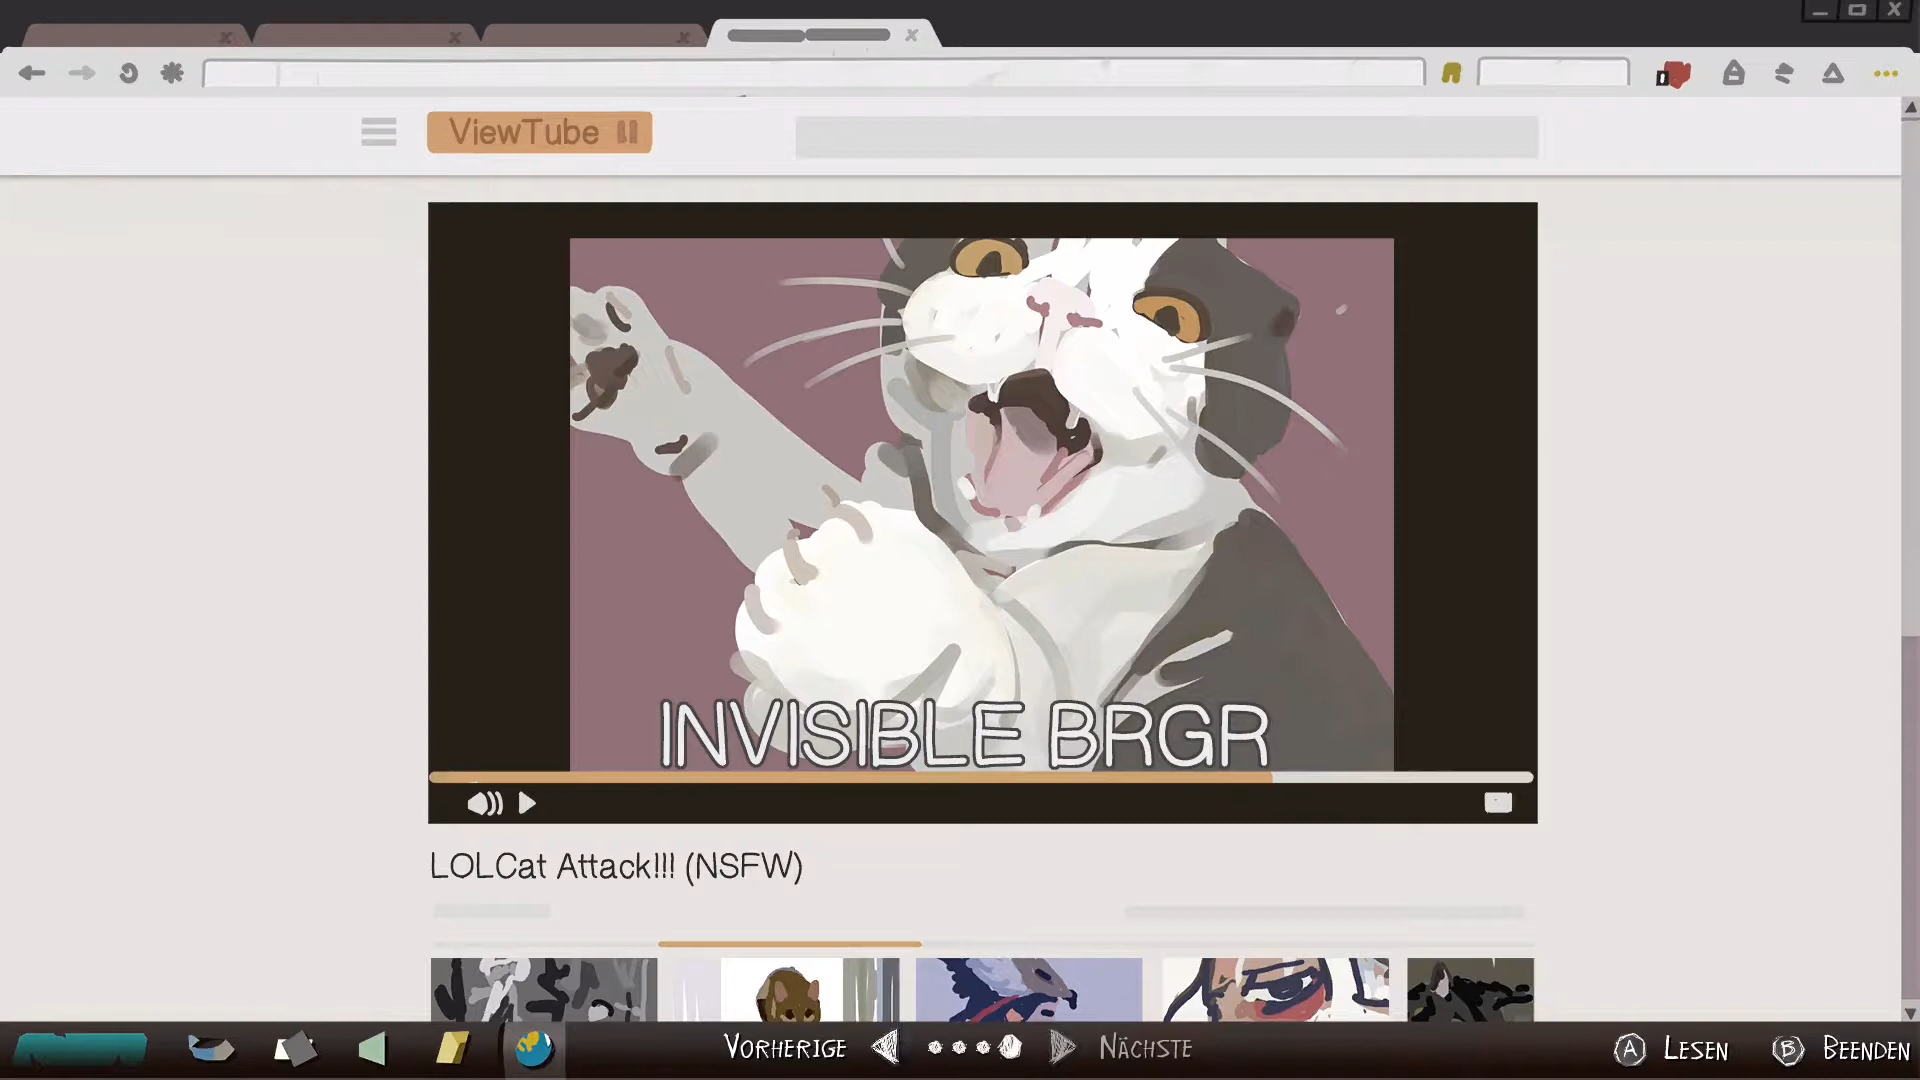 ViewTube
INVISIBLE BRGR
LOLCat Attack!!! (NSFW)
VORHERIGE
NÄCHSTE
A LESEN
B BEENDEN